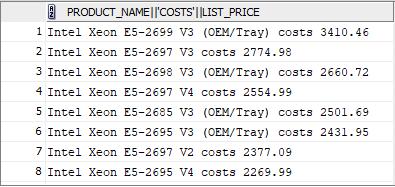 PRODUCT_NAME||'COSTS'||LIST_PRICE
1 Intel Xeon E5-2699 V3 (OEM/Tray) costs 3410.46
2 Intel Xeon E5-2697 V3 costs 2774.98
3 Intel Xeon E5-2698 V3 (OEM/Tray) costs 2660.72
4 Intel Xeon E5-2697 V4 costs 2554.99
5 Intel Xeon E5-2685 V3 (OEM/Tray) costs 2501.69
6 Intel Xeon E5-2695 V3 (OEM/Tray) costs 2431.95
7 Intel Xeon E5-2697 V2 costs 2377.09
8 Intel Xeon E5-2695 V4 costs 2269.99